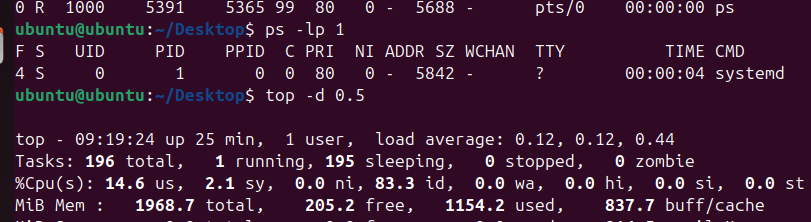 0 R  1000    5391    5365 99  80   0 -  5688 -      pts/0    00:00:00 ps
ubuntu@ubuntu:~/Desktop$ ps -lp 1
F S   UID     PID    PPID  C PRI  NI ADDR SZ WCHAN  TTY          TIME CMD
4 S     0       1       0  0  80   0 -  5842 -      ?        00:00:04 systemd
ubuntu@ubuntu:~/Desktop$ top -d 0.5
top - 09:19:24 up 25 min,  1 user,  load average: 0.12, 0.12, 0.44
Tasks: 196 total,   1 running, 195 sleeping,   0 stopped,   0 zombie
%Cpu(s): 14.6 us,  2.1 sy,  0.0 ni, 83.3 id,  0.0 wa,  0.0 hi,  0.0 si,  0.0 st
MiB Mem :   1968.7 total,    205.2 free,   1154.2 used,    837.7 buff/cache